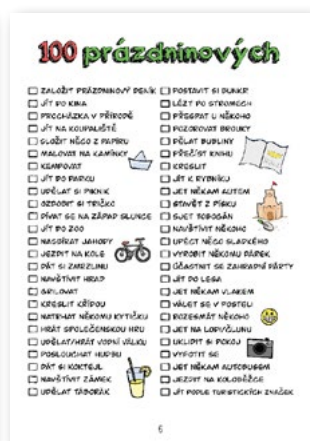 100 prázdninových
ZALOŽIT PRÁZDNINOVÝ DENÍK
JÍT DO KINA
PROCHÁZKA V PŘÍRODĚ
JÍT NA KOUPALIŠTĚ
SLOŽIT NĚCO Z PAPÍRU
MALOVAT NA KAMÍNKY
KEMPOVAT
JÍT DO PARKU
UDĚLAT SI PIKNIK
OZDOBIT SI TRIČKO
DÍVAT SE NA ZÁPAD SLUNCE
JÍT DO ZOO
NASBÍRAT JAHODY
JEZDIT NA KOLE
DÁT SI ZMRZLINU
NAVŠTÍVIT HRAD
GRILOVAT
KRESLIT KŘÍDOU
NATRHAT NĚKOMU KYTIČKU
HRÁT SPOLEČENSKOU HRU
UDĚLAT/HRÁT VODNÍ VÁLKU
POSLOUCHAT HUDBU
DÁT SI KOKTEJL
NAVŠTÍVIT ZÁMEK
UDĚLAT TÁBORÁK
POSTAVIT SI BUNKR
LÉZT PO STROMECH
PŘESPAT U NĚKOHO
POZOROVAT BROUKY
DĚLAT BUBLINY
PŘEČÍST KNIHU
KRESLIT
JÍT K RYBNÍKU
JET NĚKAM AUTEM
STAVĚT Z PÍSKU
SJET TOBOGÁN
NAVŠTÍVIT NĚKOHO
UPÉCT NĚCO SLADKÉHO
VYROBIT NĚKOMU DÁREK
ÚČASTNIT SE ZAHRADNÍ PÁRTY
JÍT DO LESA
JET NĚKAM VLAKEM
VÁLET SE V POSTELI
ROZESMÁT NĚKOHO
JET NA LODI/ČLUNU
UKLIDIT SI POKOJ
VYFOTIT SE
JET NĚKAM AUTOBUSEM
JEZDIT NA KOLOBĚŽCE
JÍT PODLE TURISTICKÝCH ZNAČEK
6